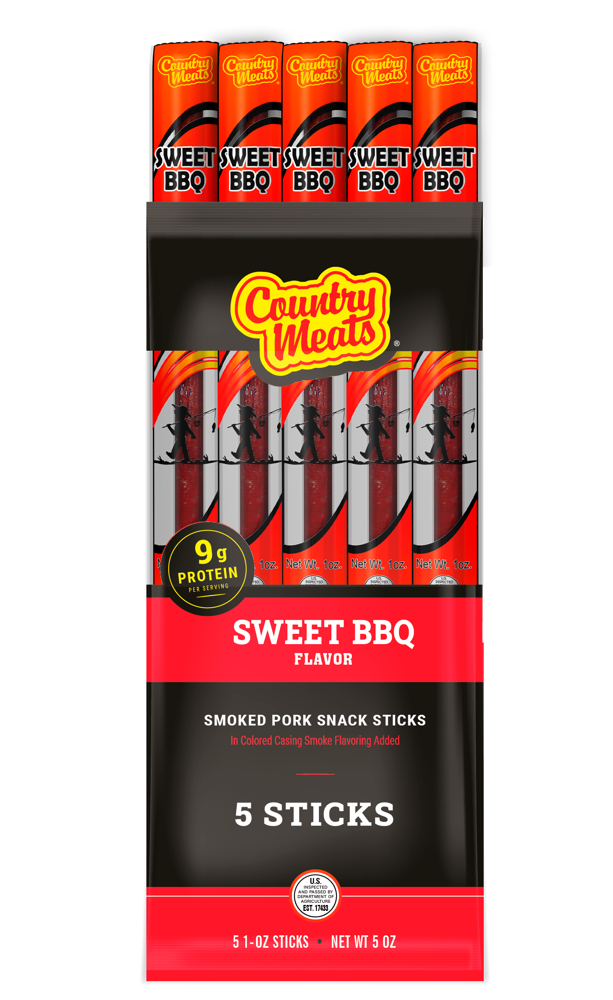 Country Meats ®
Country Meats ®
Country Meats ®
Country Meats ®
Country Meats ®
SWEET BBQ
SWEET BBQ
SWEET BBQ
SWEET BBQ
SWEET BBQ
Country
Meats ®
1oz.
Net Wt. 1oz.
Net Wt. 1oz.
Net Wt. 1oz.
U.S. INSPECTED
U.S. INSPECTED
U.S. INSPECTED
9g
PROTEIN
PER SERVING
SWEET BBQ
FLAVOR
SMOKED PORK SNACK STICKS
In Colored Casing Smoke Flavoring Added
5 STICKS
U.S.
INSPECTED
AND PASSED BY
DEPARTMENT OF
AGRICULTURE
EST. 17433
5 1-OZ STICKS • NET WT 5 OZ